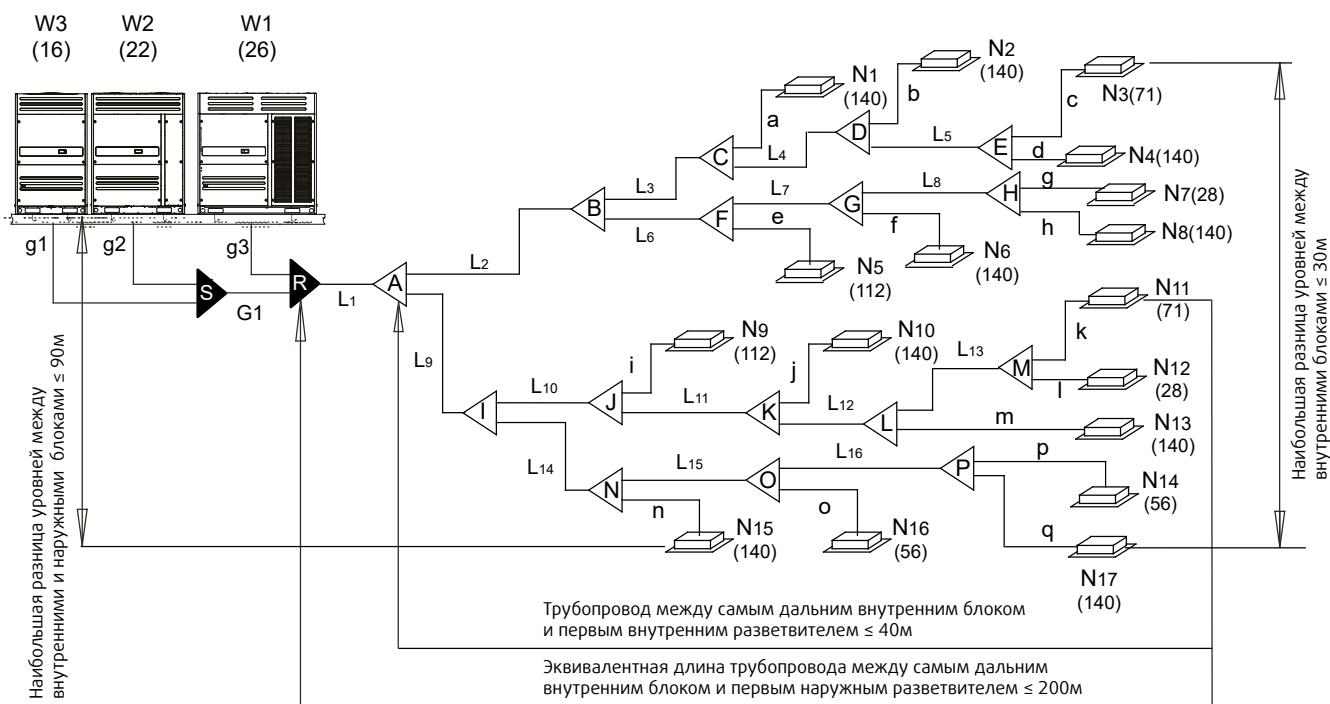 W3
(16)
W2
(22)
W1
(26)
g1
g2
g3
S
G1
R
L1
A
L2
B
L3
C
a
N1
(140)
L4
D
b
N2
(140)
L5
E
c
N3(71)
d
N4(140)
L6
F
L7
e
N5
(112)
G
L8
f
N6
(140)
H
g
N7(28)
h
N8(140)
L9
I
L10
J
i
N9
(112)
L11
K
j
N10
(140)
L12
L
L13
M
k
N11
(71)
l
N12
(28)
m
N13
(140)
L14
N
L15
n
N15
(140)
O
L16
o
N16
(56)
P
p
N14
(56)
q
N17
(140)
Наибольшая разница уровней между
внутренними и наружными блоками ≤ 90м
Наибольшая разница уровней между
внутренними блоками ≤ 30м
Трубопровод между самым дальним внутренним блоком
и первым внутренним разветвителем ≤ 40м
Эквивалентная длина трубопровода между самым дальним
внутренним блоком и первым наружным разветвителем ≤ 200м